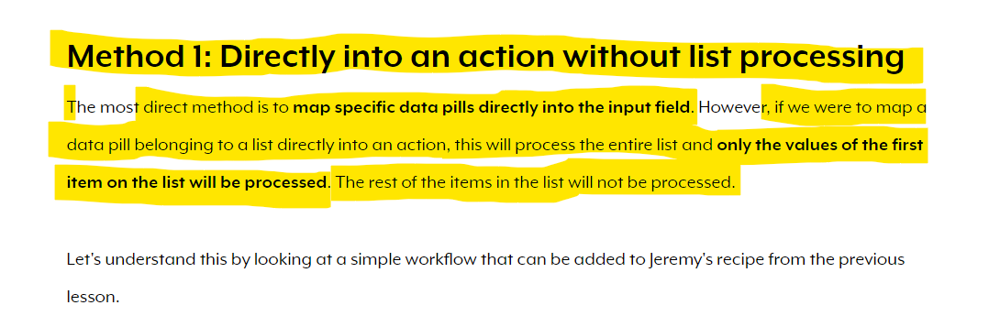 Method 1: Directly into an action without list processing
The most direct method is to map specific data pills directly into the input field. However, if we were to map a
data pill belonging to a list directly into an action, this will process the entire list and only the values of the first
item on the list will be processed. The rest of the items in the list will not be processed.
Let's understand this by looking at a simple workflow that can be added to Jeremy's recipe from the previous
lesson.